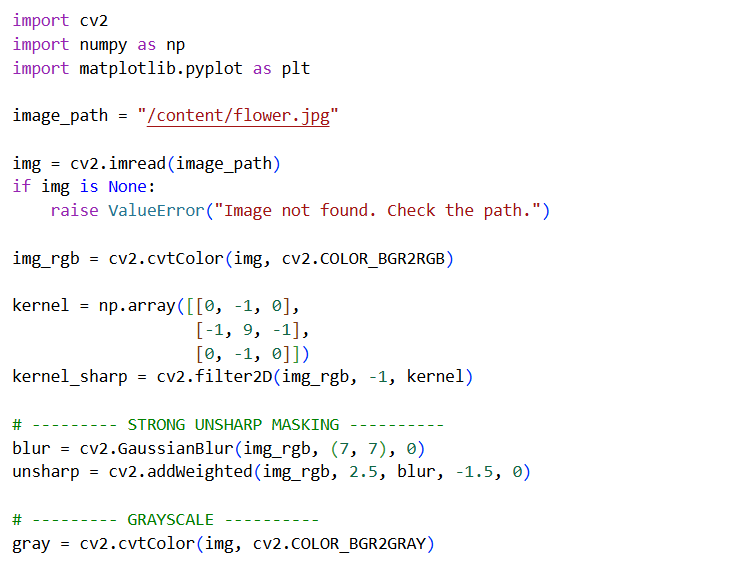 import cv2
import numpy as np
import matplotlib.pyplot as plt

image_path = "/content/flower.jpg"

img = cv2.imread(image_path)
if img is None:
    raise ValueError("Image not found. Check the path.")

img_rgb = cv2.cvtColor(img, cv2.COLOR_BGR2RGB)

kernel = np.array([[0, -1, 0],
                   [-1, 9, -1],
                   [0, -1, 0]])
kernel_sharp = cv2.filter2D(img_rgb, -1, kernel)

# --------- STRONG UNSHARP MASKING ----------
blur = cv2.GaussianBlur(img_rgb, (7, 7), 0)
unsharp = cv2.addWeighted(img_rgb, 2.5, blur, -1.5, 0)

# --------- GRAYSCALE ----------
gray = cv2.cvtColor(img, cv2.COLOR_BGR2GRAY)